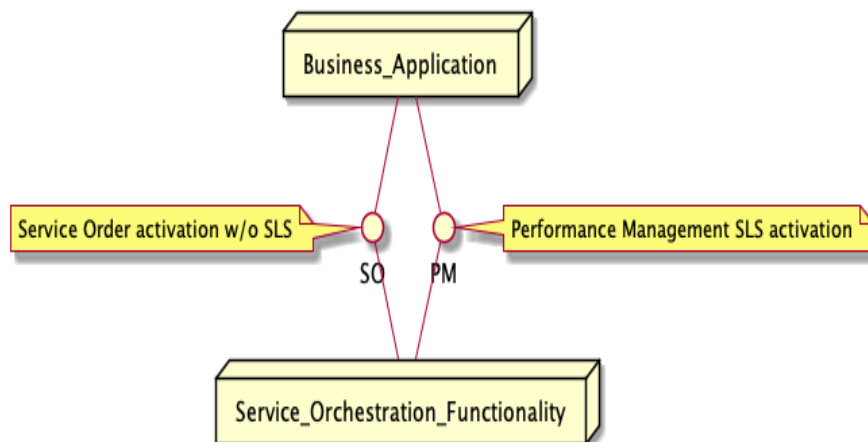 Business_Application
Service Order activation w/o SLS
Performance Management SLS activation
SO
PM
Service_Orchestration_Functionality